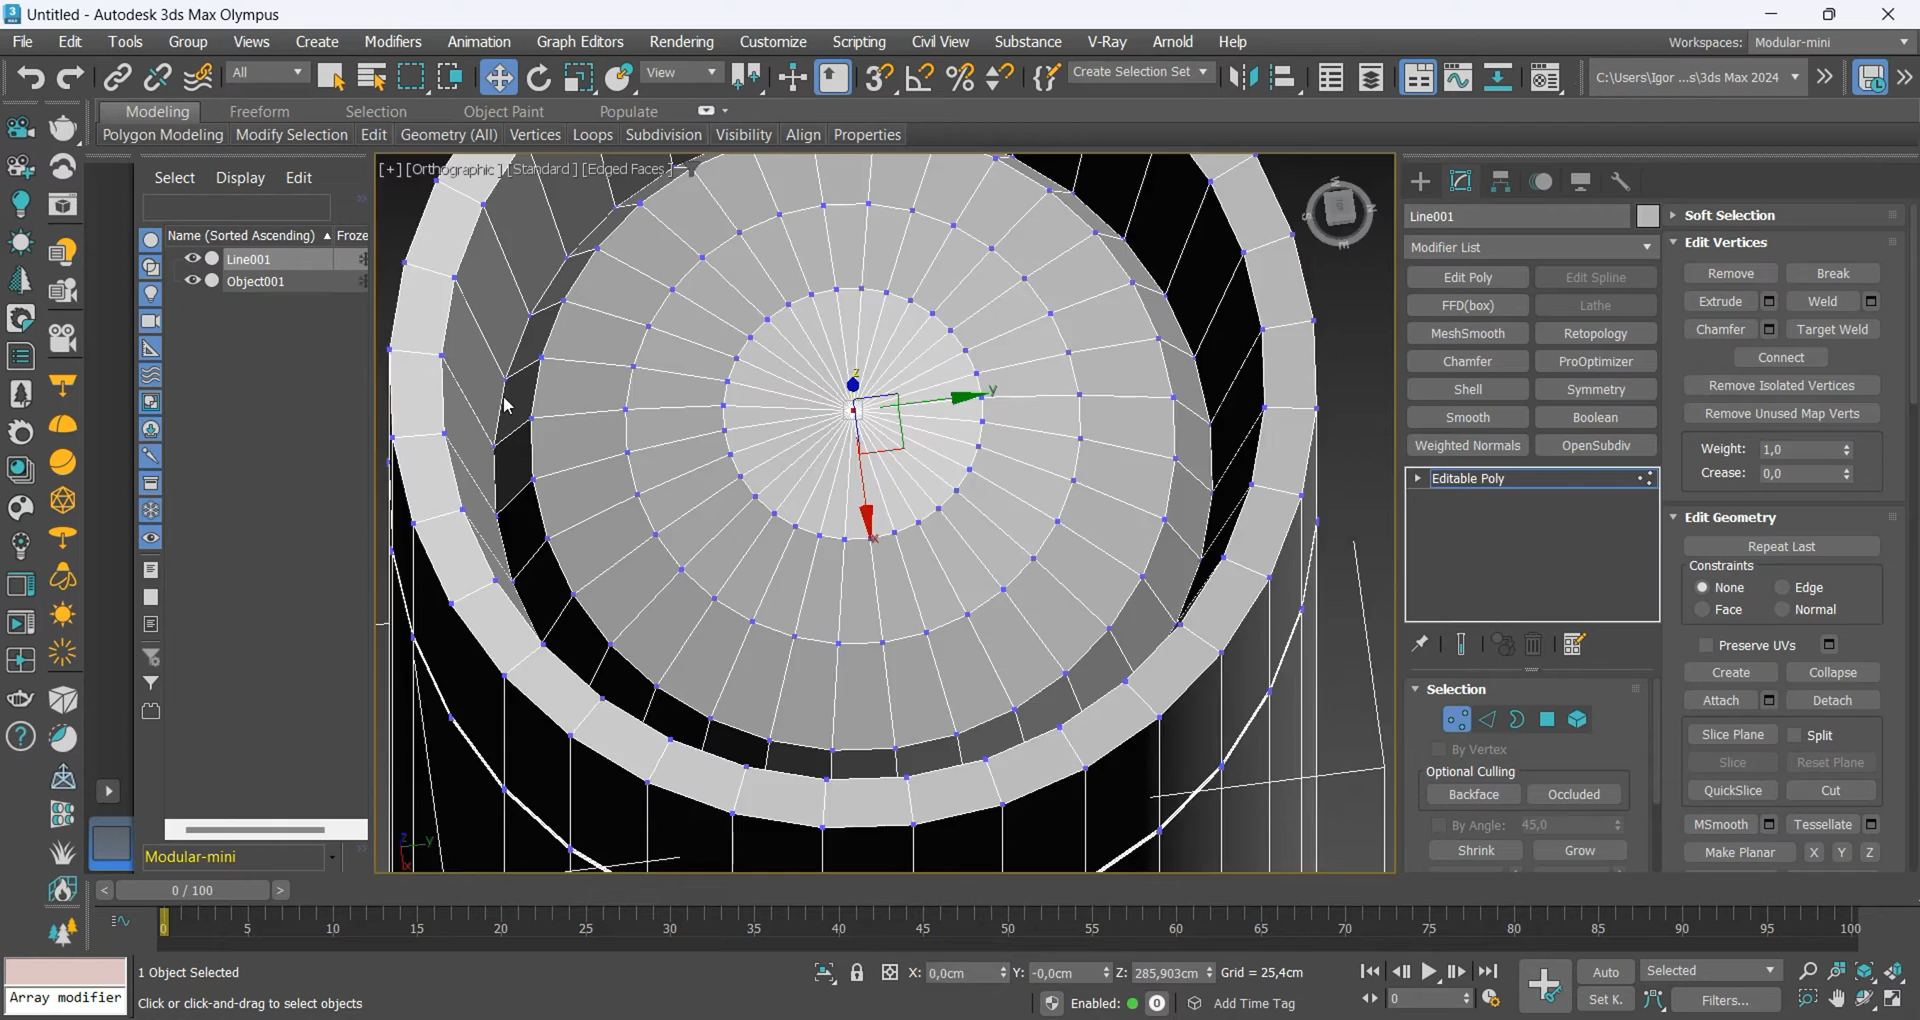 Untitled - Autodesk 3ds Max Olympus
File Edit Tools Group Views Create Modifiers Animation Graph Editors Rendering Customize Scripting Civil View Substance V-Ray Arnold Help
Workspaces: Modular-mini
All View Create Selection Set C:\Users\Igor ...s\3ds Max 2024
Modeling Freeform Selection Object Paint Populate
Polygon Modeling Modify Selection Edit Geometry (All) Vertices Loops Subdivision Visibility Align Properties
Select Display Edit
Name (Sorted Ascending) Froze
Line001
Object001
Modular-mini
[+] [Orthographic ] [Standard ] [Edged Faces ]
z
y
x
Line001
Modifier List
Edit Poly Edit Spline
FFD(box) Lathe
MeshSmooth Retopology
Chamfer ProOptimizer
Shell Symmetry
Smooth Boolean
Weighted Normals OpenSubdiv
Editable Poly
Selection
By Vertex
Optional Culling
Backface Occluded
By Angle: 45,0
Shrink Grow
Soft Selection
Edit Vertices
Remove Break
Extrude Weld
Chamfer Target Weld
Connect
Remove Isolated Vertices
Remove Unused Map Verts
Weight: 1,0
Crease: 0,0
Edit Geometry
Repeat Last
Constraints
None Edge
Face Normal
Preserve UVs
Create Collapse
Attach Detach
Slice Plane Split
Slice Reset Plane
QuickSlice Cut
MSmooth Tessellate
Make Planar X Y Z
< 0 / 100 >
0 5 10 15 20 25 30 35 40 45 50 55 60 65 70 75 80 85 90 95 100
Array modifier
1 Object Selected
Click or click-and-drag to select objects
X: 0,0cm Y: -0,0cm Z: 285,903cm Grid = 25,4cm
Enabled: 0 Add Time Tag
0
Auto Selected
Set K. Filters...